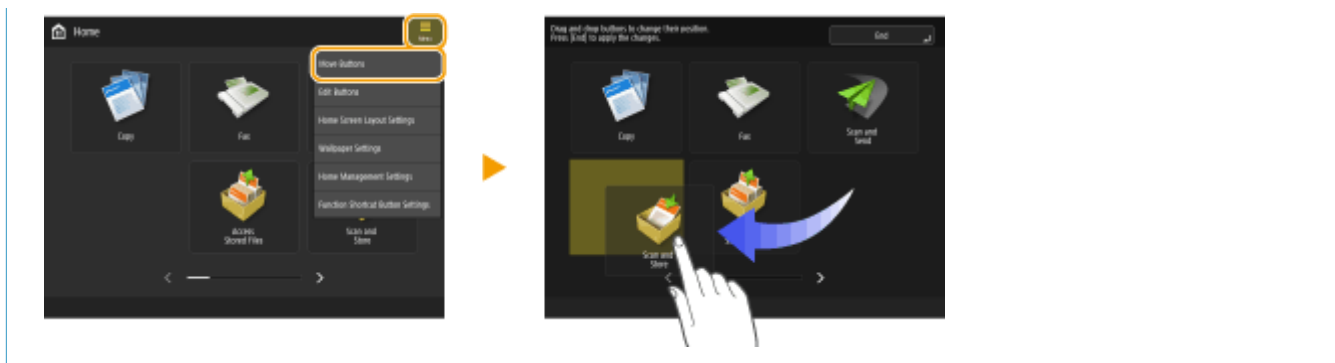 Home
Menu
Move Buttons
Edit Buttons
Home Screen Layout Settings
Wallpaper Settings
Home Management Settings
Function Shortcut Button Settings
Copy
Fax
Access
Stored Files
Scan and
Store
Drag and drop buttons to change their position.
Press [End] to apply the changes.
End
Copy
Fax
Scan and
Send
Scan and
Store